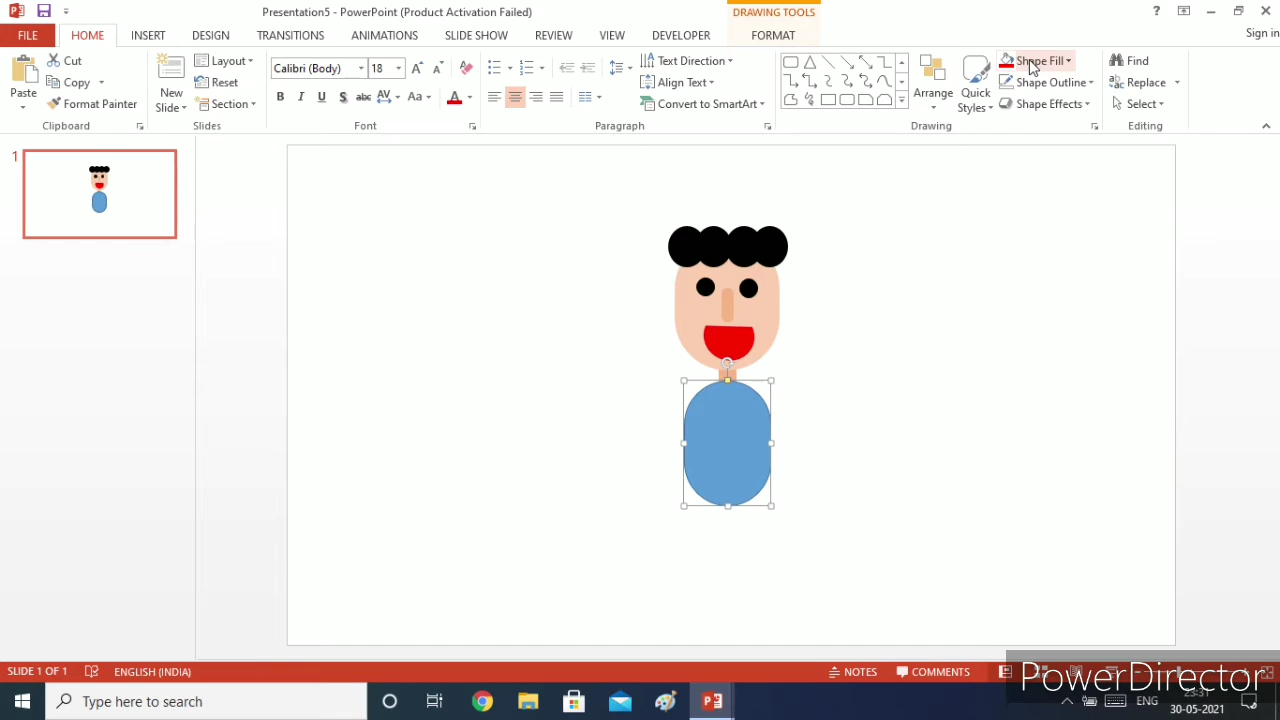 Presentation5 - PowerPoint (Product Activation Failed)
DRAWING TOOLS
?
FILE
HOME
INSERT
DESIGN
TRANSITIONS
ANIMATIONS
SLIDE SHOW
REVIEW
VIEW
DEVELOPER
FORMAT
Sign in
Paste
Cut
Copy
Format Painter
Clipboard
New
Slide
Layout
Reset
Section
Slides
Calibri (Body)
18
A A
B I U S abc AV Aa A
Font
Text Direction
Align Text
Convert to SmartArt
Paragraph
Arrange
Quick
Styles
Shape Fill
Shape Outline
Shape Effects
Drawing
Find
Replace
Select
Editing
1
SLIDE 1 OF 1
ENGLISH (INDIA)
NOTES
COMMENTS
PowerDirector
Type here to search
ENG
23:31
30-05-2021